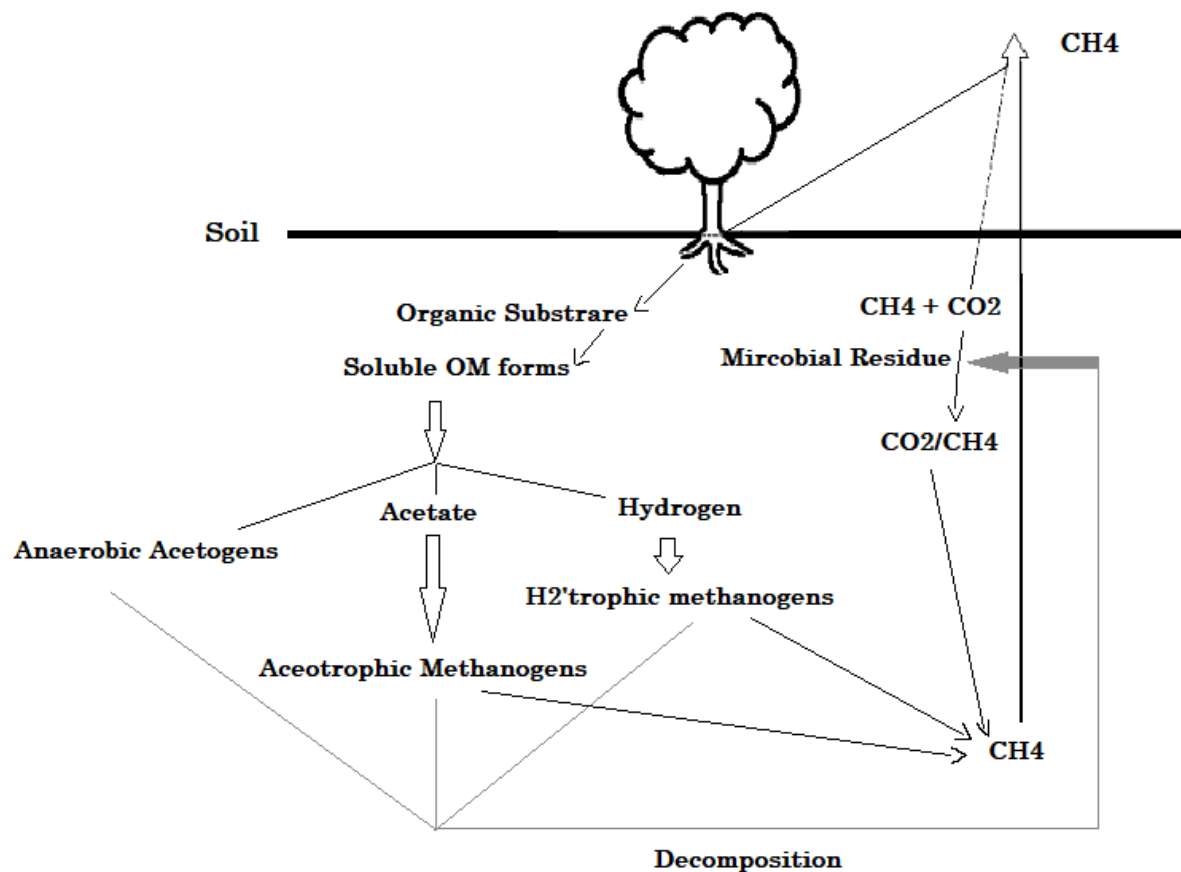 CH4
Soil
CH4 + CO2
Organic Substrare
Mircobial Residue
Soluble OM forms
CO2/CH4
Acetate
Hydrogen
Anaerobic Acetogens
H2'trophic methanogens
Aceotrophic Methanogens
CH4
Decomposition